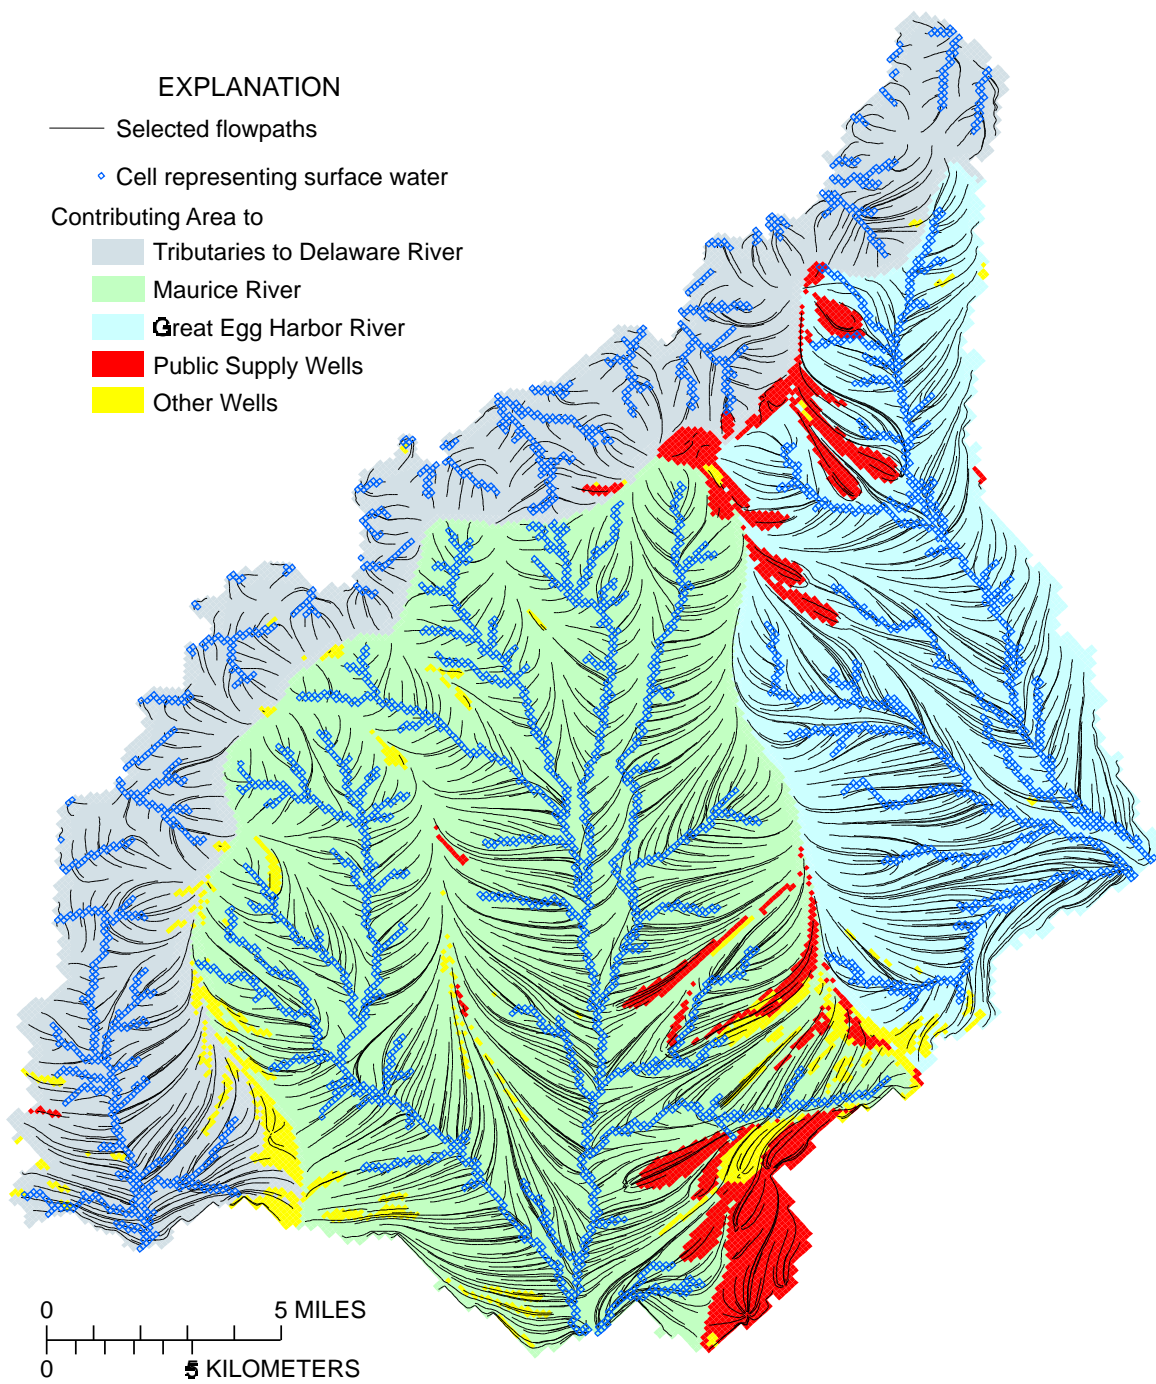 EXPLANATION
Selected flowpaths
Cell representing surface water
Contributing Area to
Tributaries to Delaware River
Maurice River
Great Egg Harbor River
Public Supply Wells
Other Wells
0 5 MILES
0 5 KILOMETERS